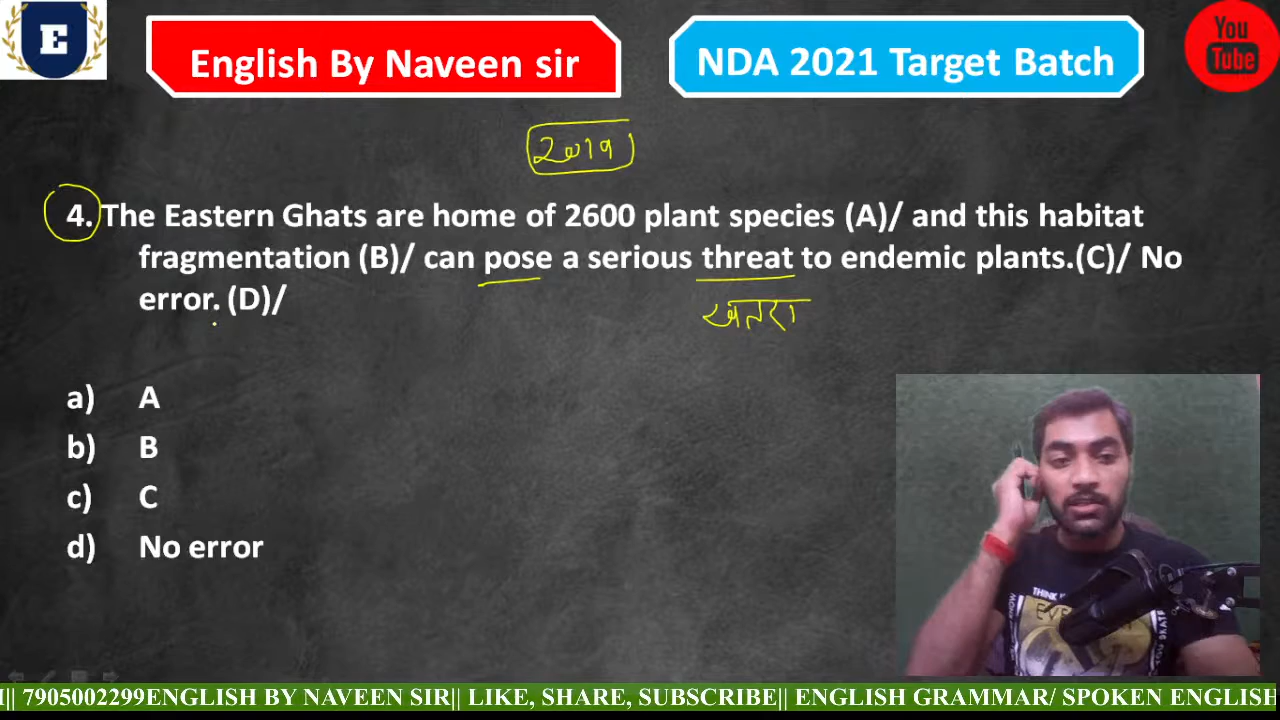 E
English By Naveen sir
NDA 2021 Target Batch
You
Tube
2019
4. The Eastern Ghats are home of 2600 plant species (A)/ and this habitat
fragmentation (B)/ can pose a serious threat to endemic plants.(C)/ No
error. (D)/
खतरा
a) A
b) B
c) C
d) No error
THINK
|| 7905002299ENGLISH BY NAVEEN SIR|| LIKE, SHARE, SUBSCRIBE|| ENGLISH GRAMMAR/ SPOKEN ENGLISH